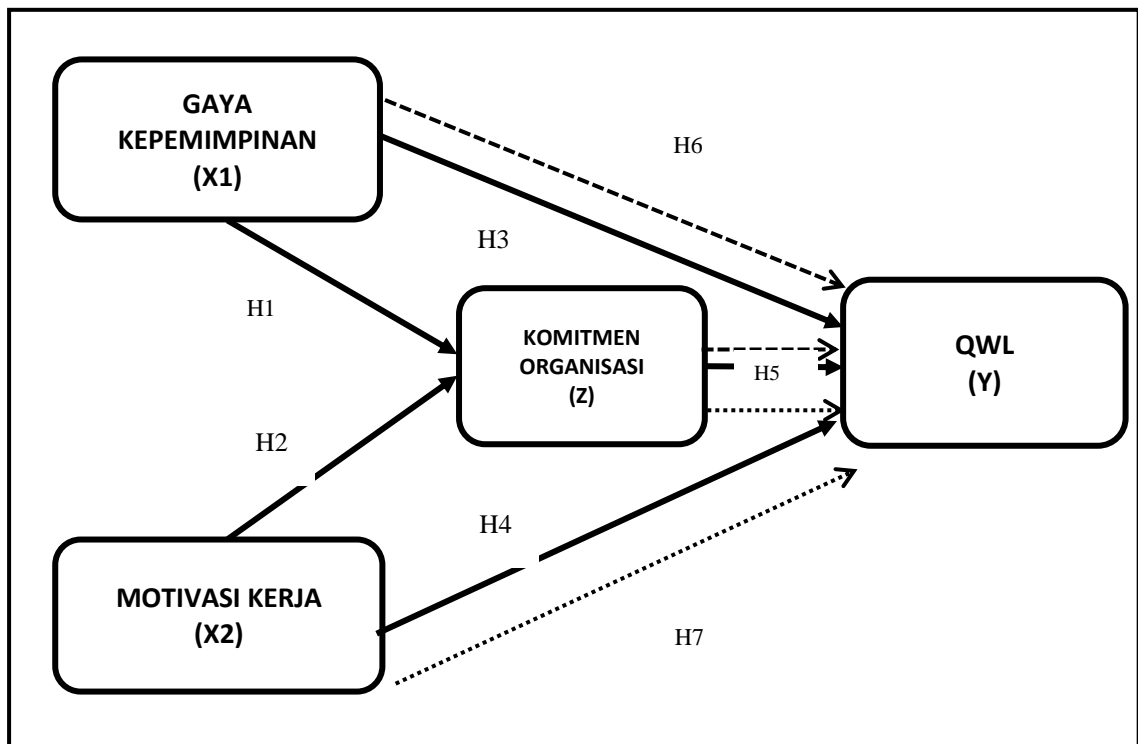 GAYA
KEPEMIMPINAN
(X1)
H6
H3
H1
KOMITMEN
ORGANISASI
(Z)
H5
QWL
(Y)
H2
H4
MOTIVASI KERJA
(X2)
H7